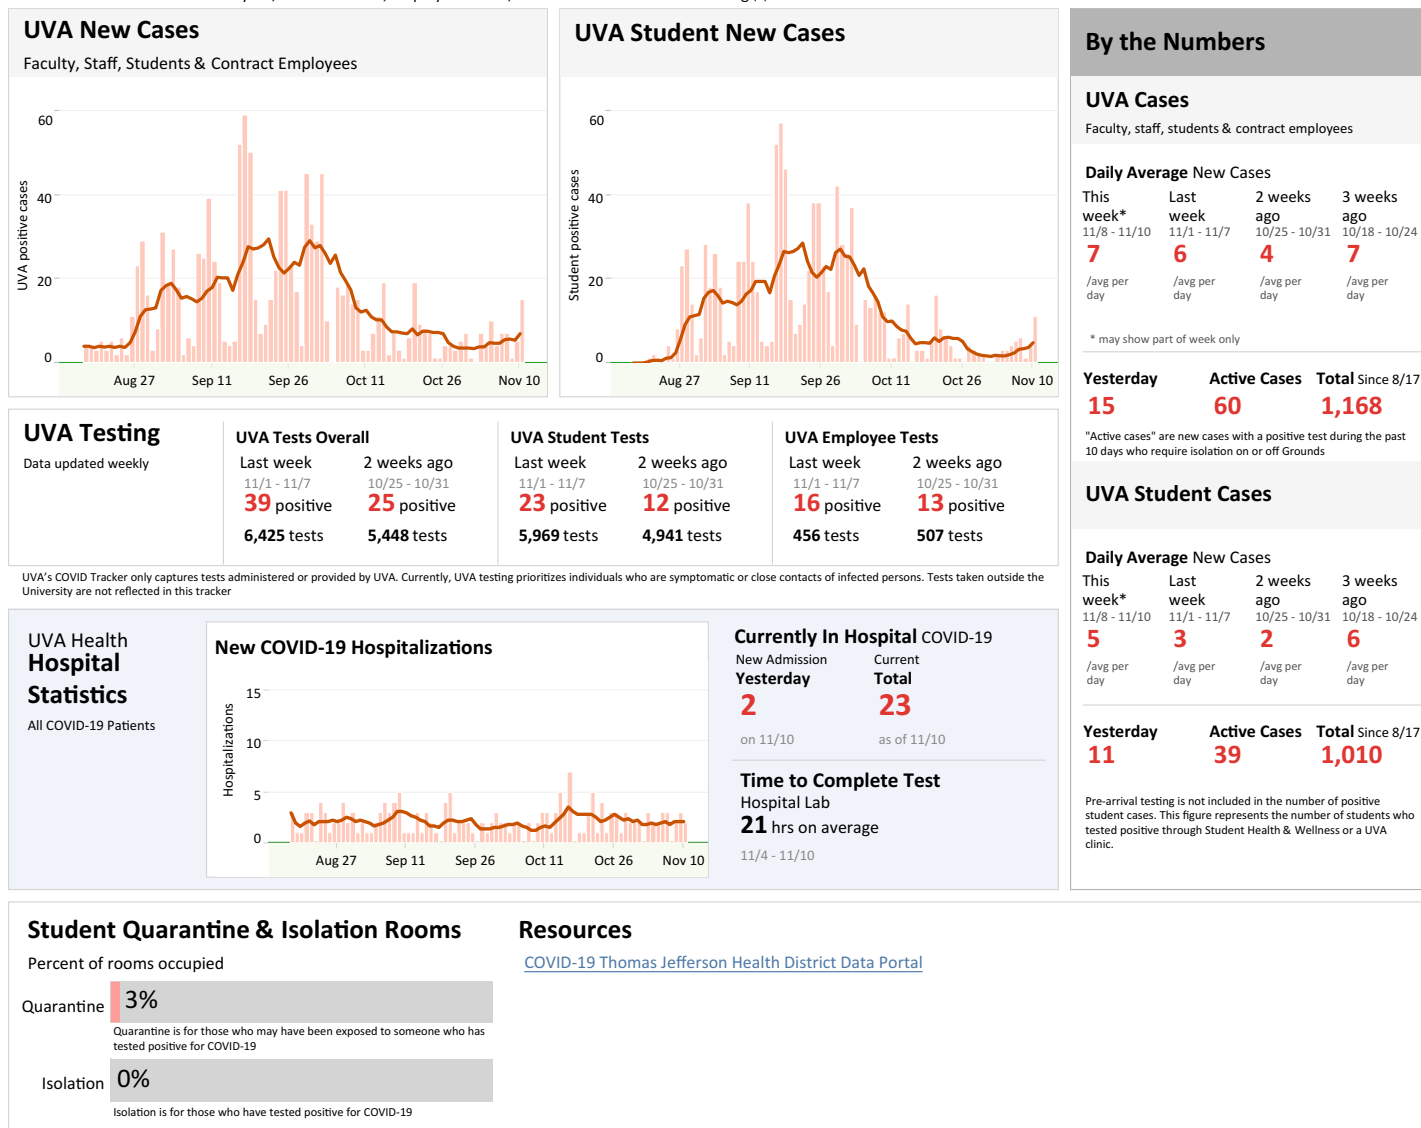 UVA New Cases
Faculty, Staff, Students & Contract Employees
UVA positive cases
60
40
20
0
Aug 27 Sep 11 Sep 26 Oct 11 Oct 26 Nov 10
UVA Student New Cases
Student positive cases
60
40
20
0
Aug 27 Sep 11 Sep 26 Oct 11 Oct 26 Nov 10
By the Numbers
UVA Cases
Faculty, staff, students & contract employees
Daily Average New Cases
This Last 2 weeks 3 weeks
week* week ago ago
11/8 - 11/10 11/1 - 11/7 10/25 - 10/31 10/18 - 10/24
7 6 4 7
/avg per /avg per /avg per /avg per
day day day day
* may show part of week only
Yesterday Active Cases Total Since 8/17
15 60 1,168
"Active cases" are new cases with a positive test during the past
10 days who require isolation on or off Grounds
UVA Student Cases
Daily Average New Cases
This Last 2 weeks 3 weeks
week* week ago ago
11/8 - 11/10 11/1 - 11/7 10/25 - 10/31 10/18 - 10/24
5 3 2 6
/avg per /avg per /avg per /avg per
day day day day
Yesterday Active Cases Total Since 8/17
11 39 1,010
Pre-arrival testing is not included in the number of positive
student cases. This figure represents the number of students who
tested positive through Student Health & Wellness or a UVA
clinic.
UVA Testing
Data updated weekly
UVA Tests Overall
Last week 2 weeks ago
11/1 - 11/7 10/25 - 10/31
39 positive 25 positive
6,425 tests 5,448 tests
UVA Student Tests
Last week 2 weeks ago
11/1 - 11/7 10/25 - 10/31
23 positive 12 positive
5,969 tests 4,941 tests
UVA Employee Tests
Last week 2 weeks ago
11/1 - 11/7 10/25 - 10/31
16 positive 13 positive
456 tests 507 tests
UVA's COVID Tracker only captures tests administered or provided by UVA. Currently, UVA testing prioritizes individuals who are symptomatic or close contacts of infected persons. Tests taken outside the
University are not reflected in this tracker
UVA Health
Hospital
Statistics
All COVID-19 Patients
New COVID-19 Hospitalizations
Hospitalizations
15
10
5
0
Aug 27 Sep 11 Sep 26 Oct 11 Oct 26 Nov 10
Currently In Hospital COVID-19
New Admission Current
Yesterday Total
2 23
on 11/10 as of 11/10
Time to Complete Test
Hospital Lab
21 hrs on average
11/4 - 11/10
Student Quarantine & Isolation Rooms
Percent of rooms occupied
Quarantine 3%
Quarantine is for those who may have been exposed to someone who has
tested positive for COVID-19
Isolation 0%
Isolation is for those who have tested positive for COVID-19
Resources
COVID-19 Thomas Jefferson Health District Data Portal